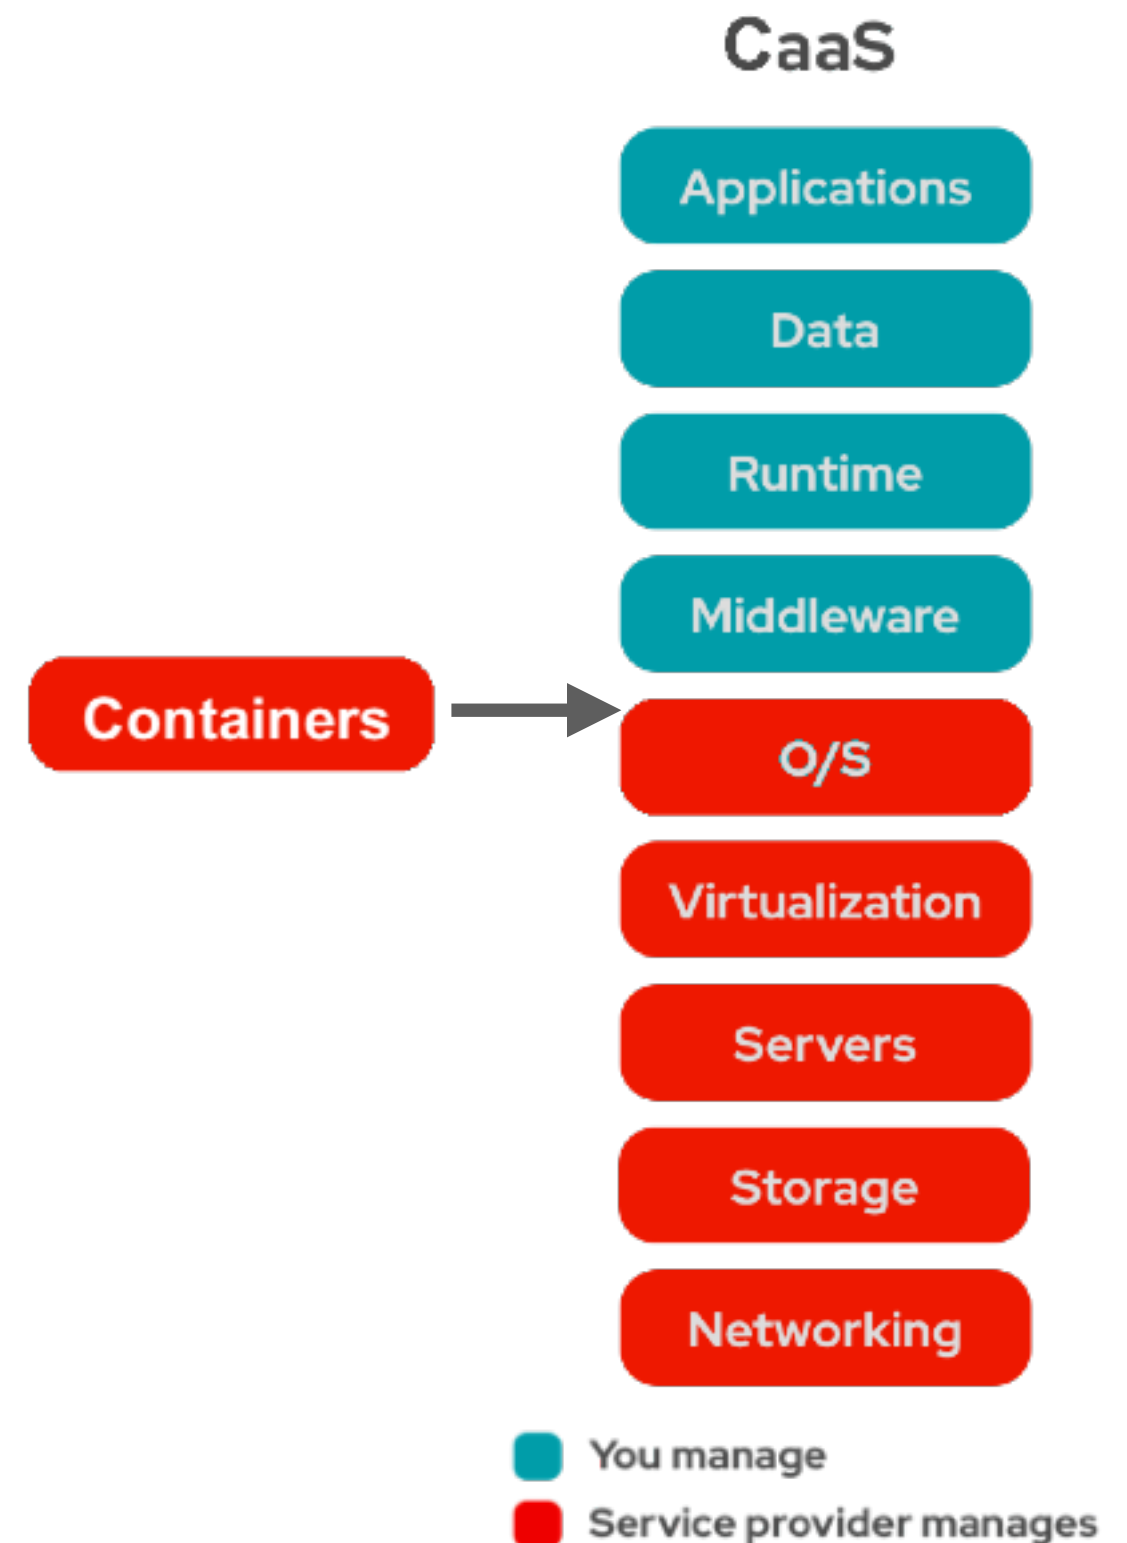 CaaS
Applications
Data
Runtime
Middleware
Containers
O/S
Virtualization
Servers
Storage
Networking
You manage
Service provider manages